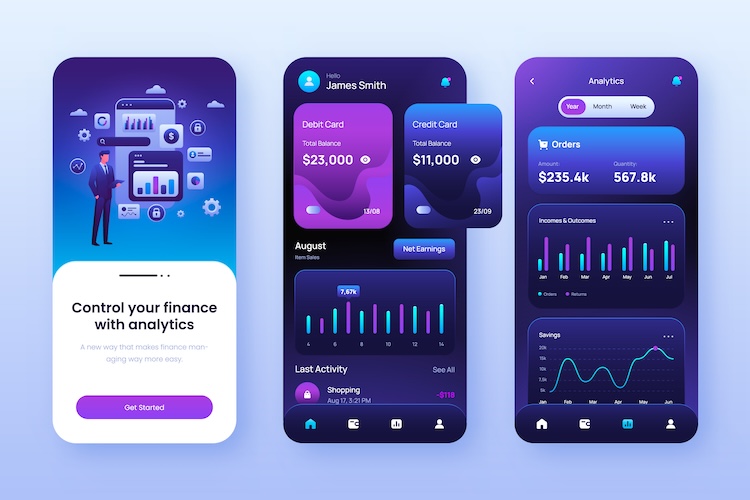 Control your finance
with analytics
A new way that makes finance man-
aging way more easy.
Get Started
Hello
James Smith
Debit Card
Total Balance
$23,000
13/08
Credit Card
Total Balance
$11,000
23/09
August
Item Sales
Net Earnings
7,67k
4 6 8 10 12 14
Last Activity
See All
Shopping
Aug 17, 3:21 PM
-$118
Analytics
Year Month Week
Orders
Amount: Quantity:
$235.4k 567.8k
Incomes & Outcomes
Jan Feb Mar Apr May Jun Jul
Orders Returns
Savings
20k
15k
10k
7,5k
5k
Jan Feb Mar Apr May Jun